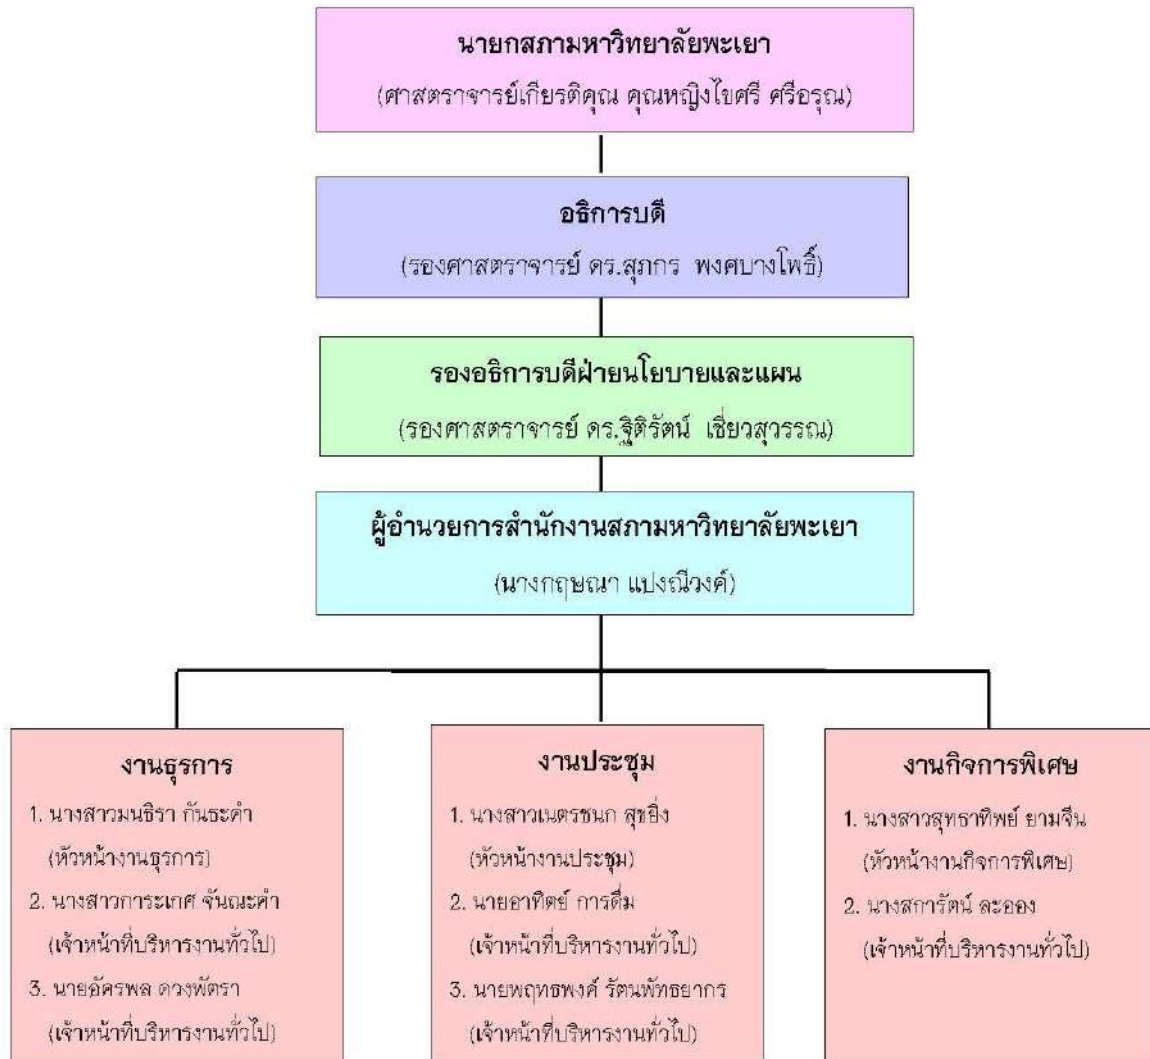 นายกสภามหาวิทยาลัยพะเยา
(ศาสตราจารย์เกียรติคุณ คุณหญิงไขศรี ศรีอรุณ)
อธิการบดี
(รองศาสตราจารย์ ดร.สุภกร พงศบางโพธิ์)
รองอธิการบดีฝ่ายนโยบายและแผน
(รองศาสตราจารย์ ดร.ฐิติรัตน์ เชี่ยวสุวรรณ)
ผู้อำนวยการสำนักงานสภามหาวิทยาลัยพะเยา
(นางกฤษณา แปงณีวงค์)
งานธุรการ
1. นางสาวมนธิรา กันธะคำ
(หัวหน้างานธุรการ)
2. นางสาวการะเกศ จันณะคำ
(เจ้าหน้าที่บริหารงานทั่วไป)
3. นายอัครพล ดวงพัตรา
(เจ้าหน้าที่บริหารงานทั่วไป)
งานประชุม
1. นางสาวเนตรชนก สุขยิ่ง
(หัวหน้างานประชุม)
2. นายอาทิตย์ การดื่ม
(เจ้าหน้าที่บริหารงานทั่วไป)
3. นายพฤทธพงค์ รัตนพัทธยากร
(เจ้าหน้าที่บริหารงานทั่วไป)
งานกิจการพิเศษ
1. นางสาวสุทธาทิพย์ ยามจีน
(หัวหน้างานกิจการพิเศษ)
2. นางสการัตน์ ละออง
(เจ้าหน้าที่บริหารงานทั่วไป)